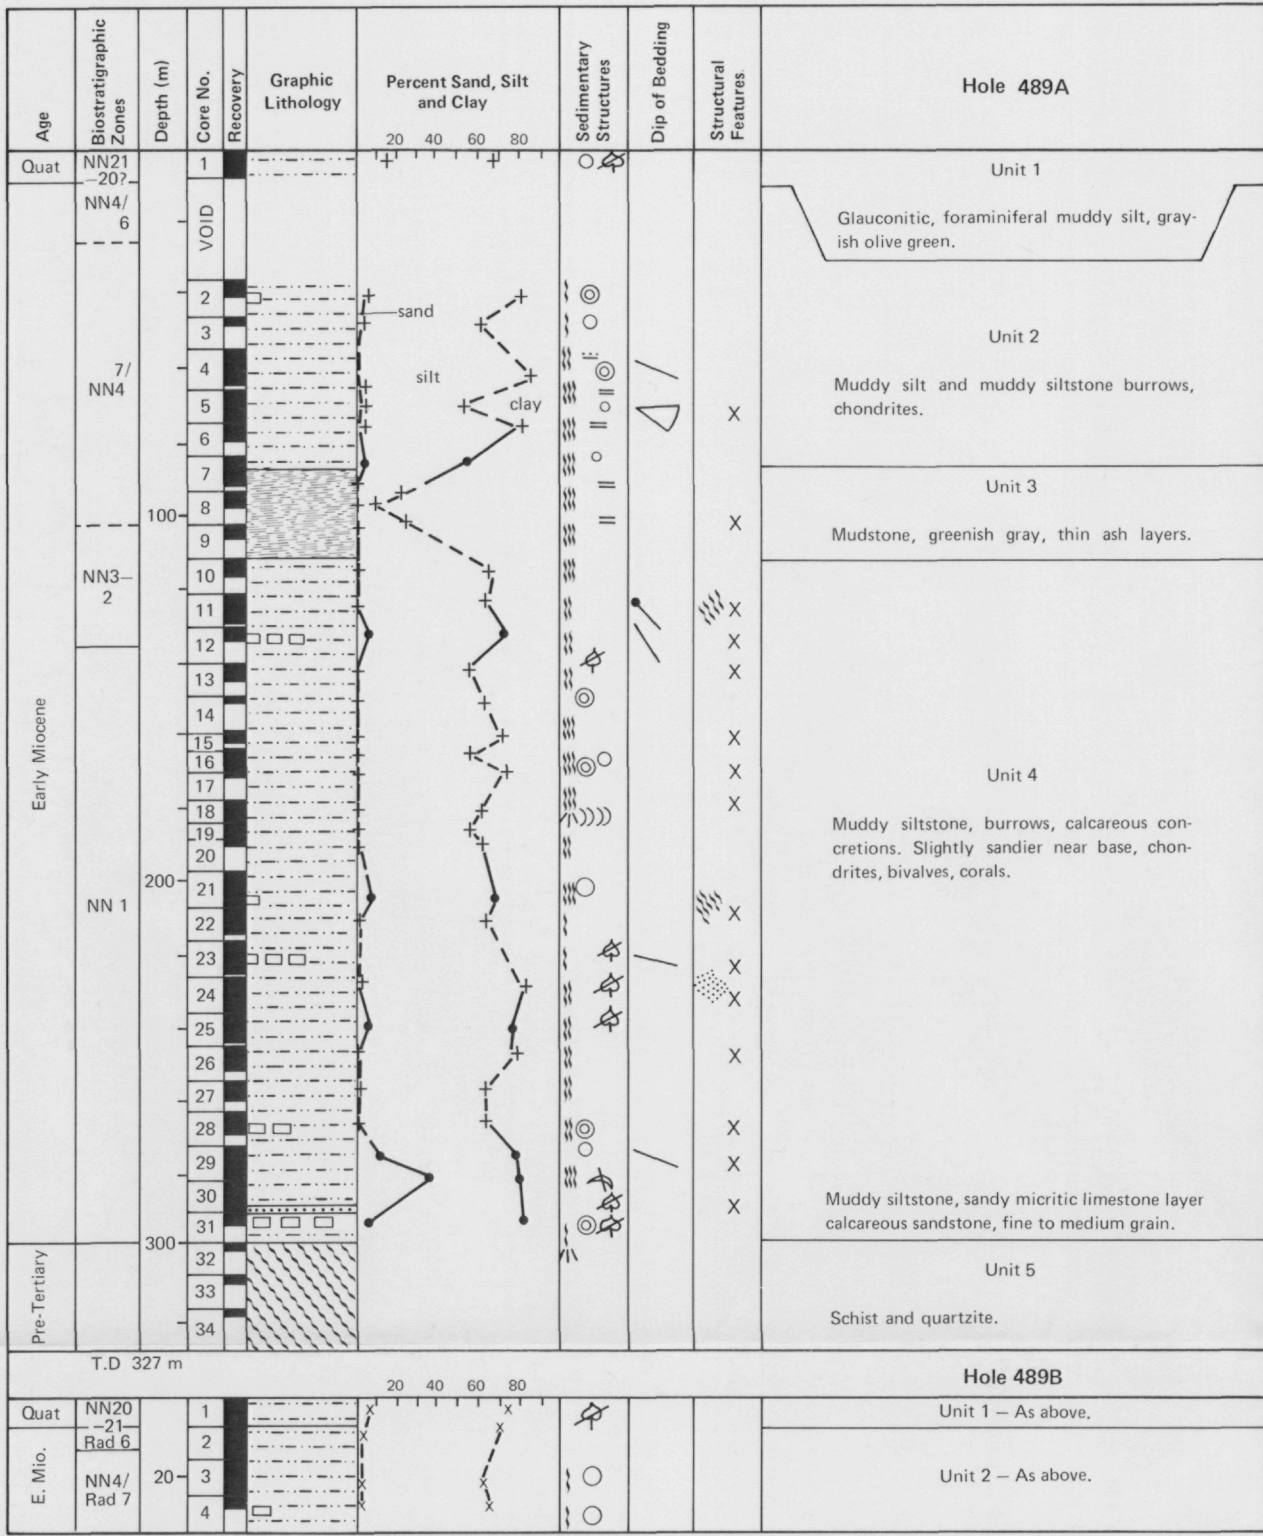 Age
Biostratigraphic
Zones
Depth (m)
Core No.
Recovery
Graphic
Lithology
Percent Sand, Silt
and Clay
20 40 60 80
Sedimentary
Structures
Dip of Bedding
Structural
Features
Hole 489A
Quat
NN21
–20?
1
Unit 1
NN4/
6
VOID
Glauconitic, foraminiferal muddy silt, gray-
ish olive green.
2
sand
3
Unit 2
7/
NN4
4
silt
Muddy silt and muddy siltstone burrows,
chondrites.
5
clay
6
7
Unit 3
100
8
9
Mudstone, greenish gray, thin ash layers.
NN3–
2
10
11
12
13
14
15
16
Early Miocene
Unit 4
17
18
Muddy siltstone, burrows, calcareous con-
cretions. Slightly sandier near base, chon-
drites, bivalves, corals.
19
20
200
21
NN 1
22
23
24
25
26
27
28
29
30
Muddy siltstone, sandy micritic limestone layer
calcareous sandstone, fine to medium grain.
31
300
Pre-Tertiary
32
Unit 5
33
Schist and quartzite.
34
T.D 327 m
20 40 60 80
Hole 489B
Quat
NN20
–21
1
Unit 1 – As above.
Rad 6
2
E. Mio.
NN4/
Rad 7
20
3
Unit 2 – As above.
4